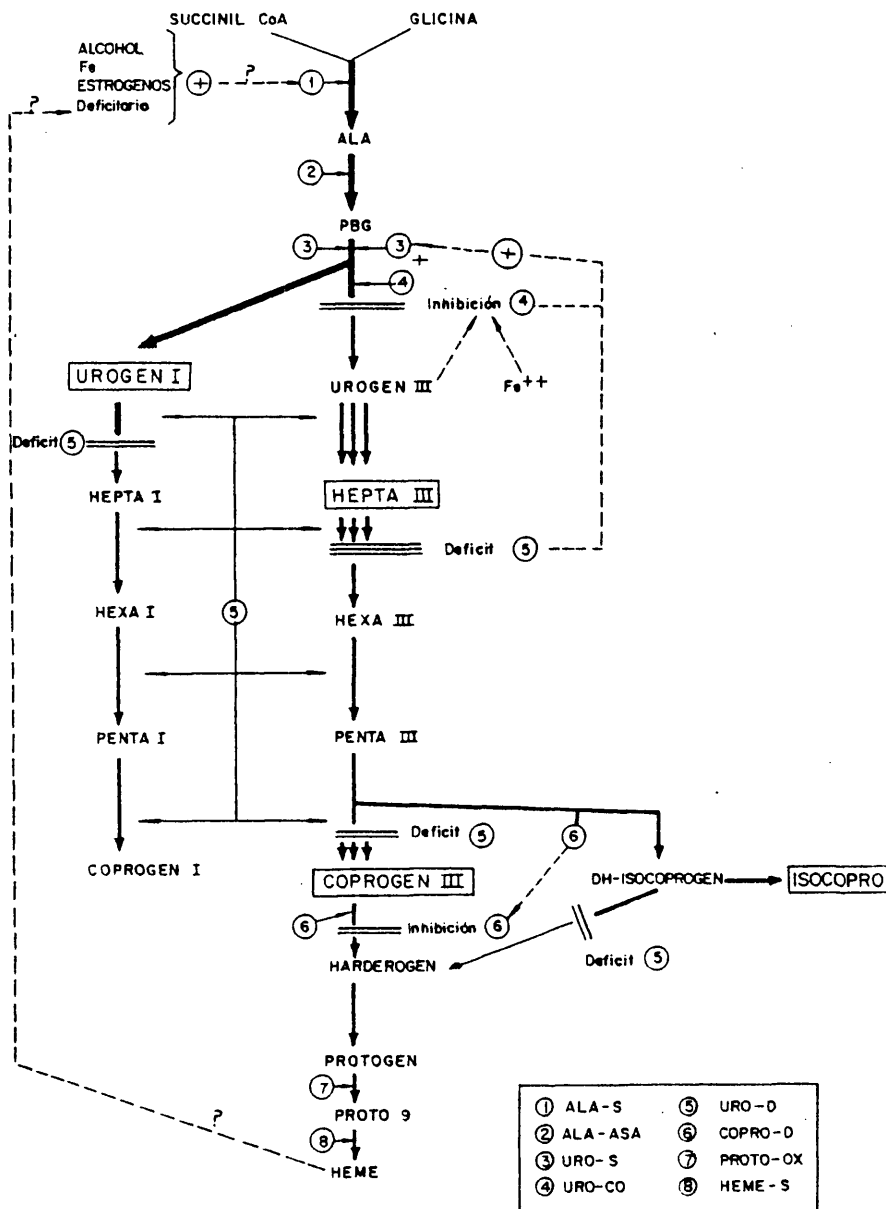 SUCCINIL CoA
GLICINA
ALCOHOL
Fe
ESTROGENOS
Deficitario
+
?
1
?
ALA
2
PBG
3
3
+
+
4
Inhibición 4
UROGEN I
UROGEN III
Fe++
Deficit 5
HEPTA I
HEPTA III
Deficit 5
HEXA I
5
HEXA III
PENTA I
PENTA III
Deficit 5
6
COPROGEN I
COPROGEN III
DH-ISOCOPROGEN
ISOCOPRO
6
Inhibición 6
HARDEROGEN
Deficit 5
PROTOGEN
7
PROTO 9
?
8
HEME
1 ALA-S
2 ALA-ASA
3 URO-S
4 URO-CO
5 URO-D
6 COPRO-D
7 PROTO-OX
8 HEME-S